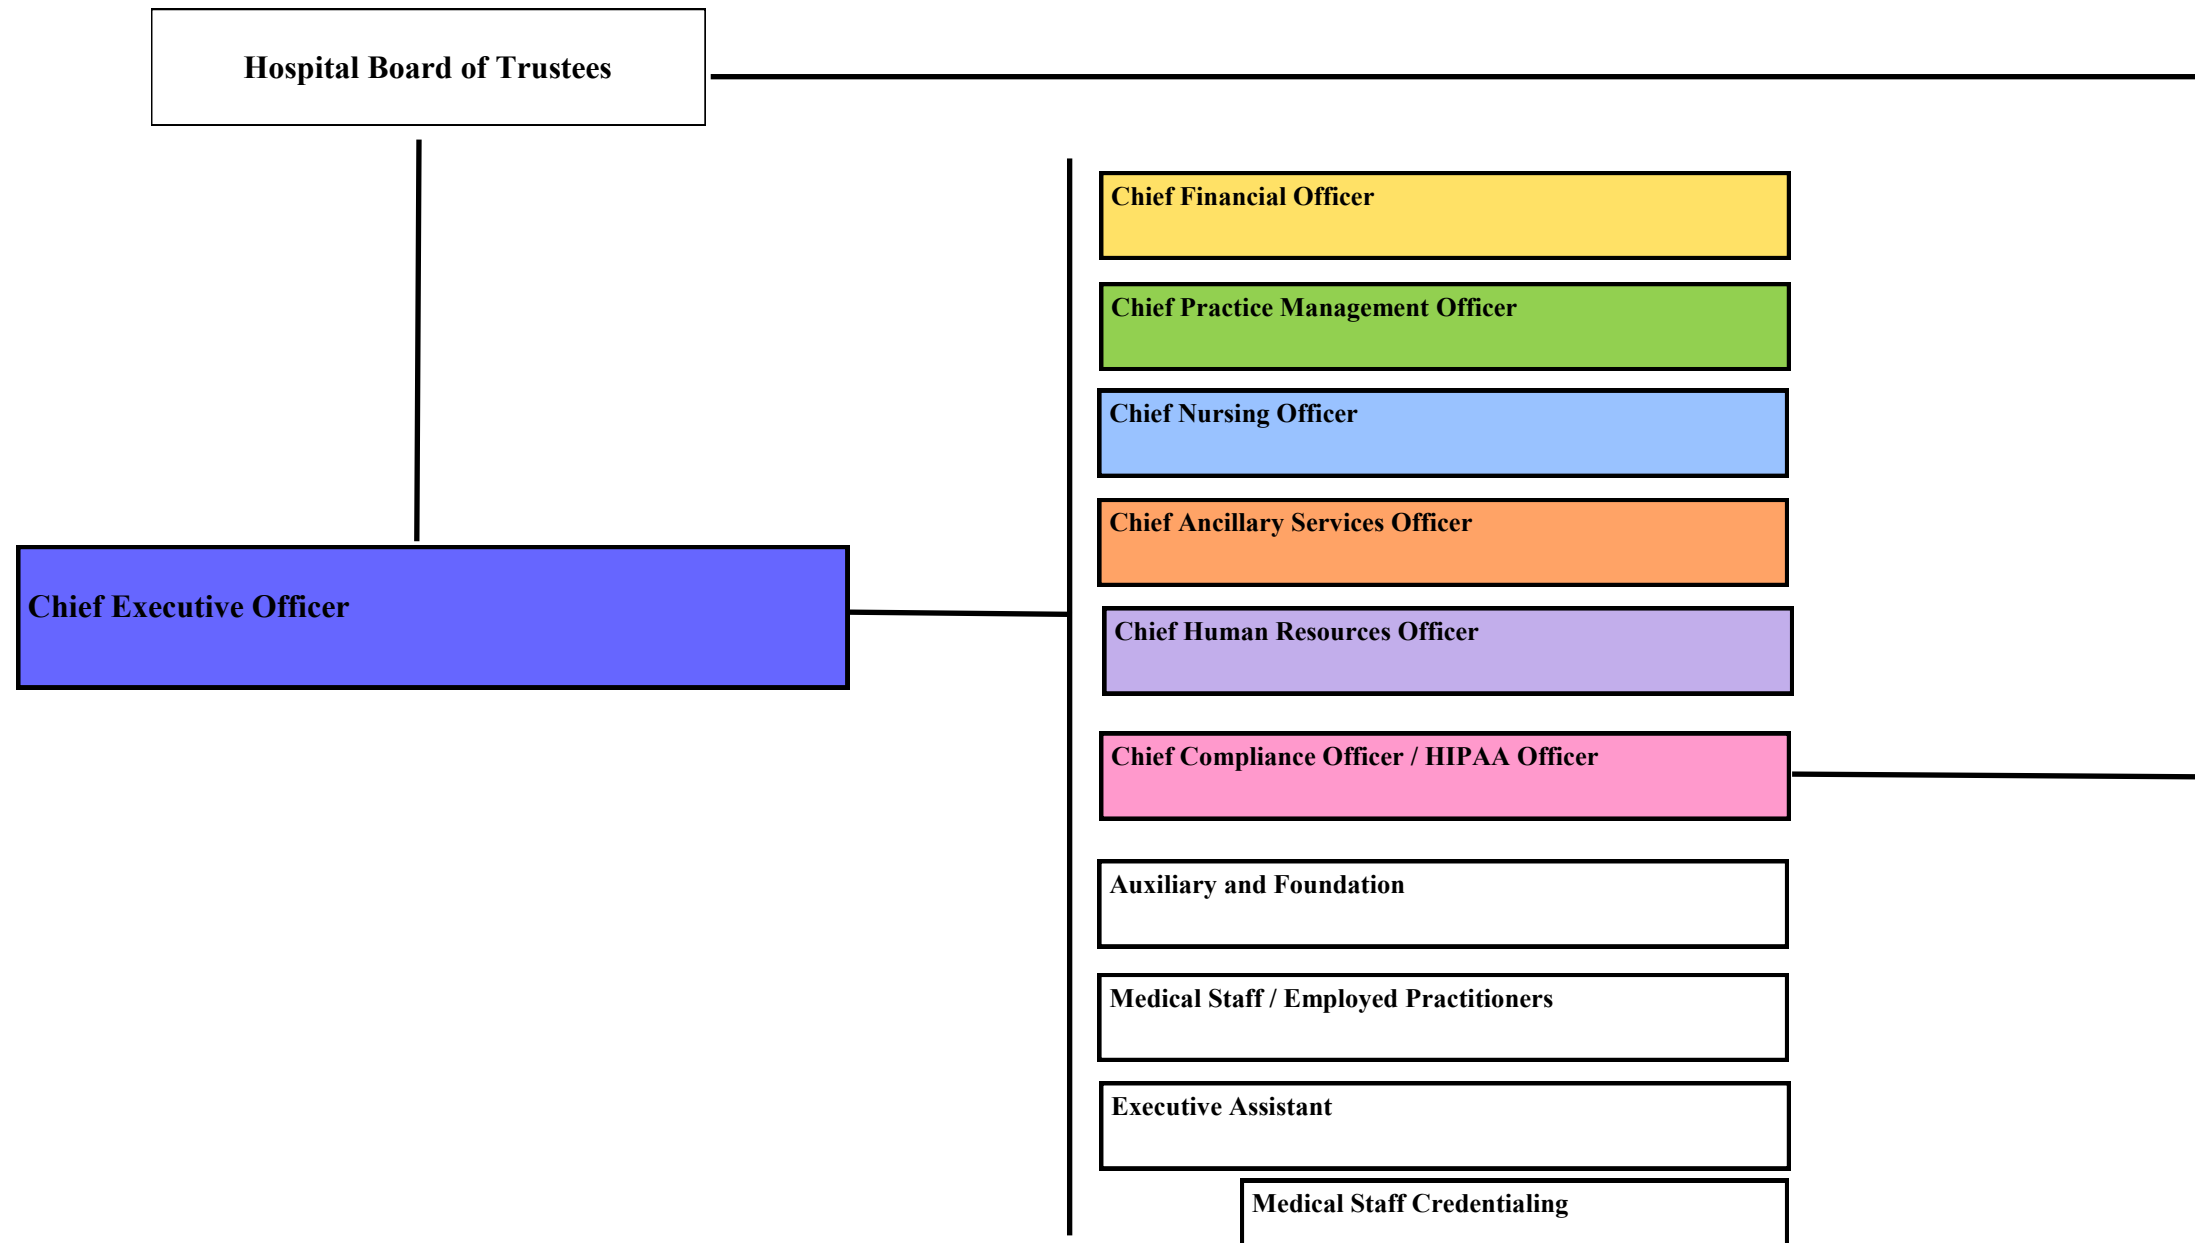 Hospital Board of Trustees
Chief Financial Officer
Chief Practice Management Officer
Chief Nursing Officer
Chief Ancillary Services Officer
Chief Executive Officer
Chief Human Resources Officer
Chief Compliance Officer / HIPAA Officer
Auxiliary and Foundation
Medical Staff / Employed Practitioners
Executive Assistant
Medical Staff Credentialing